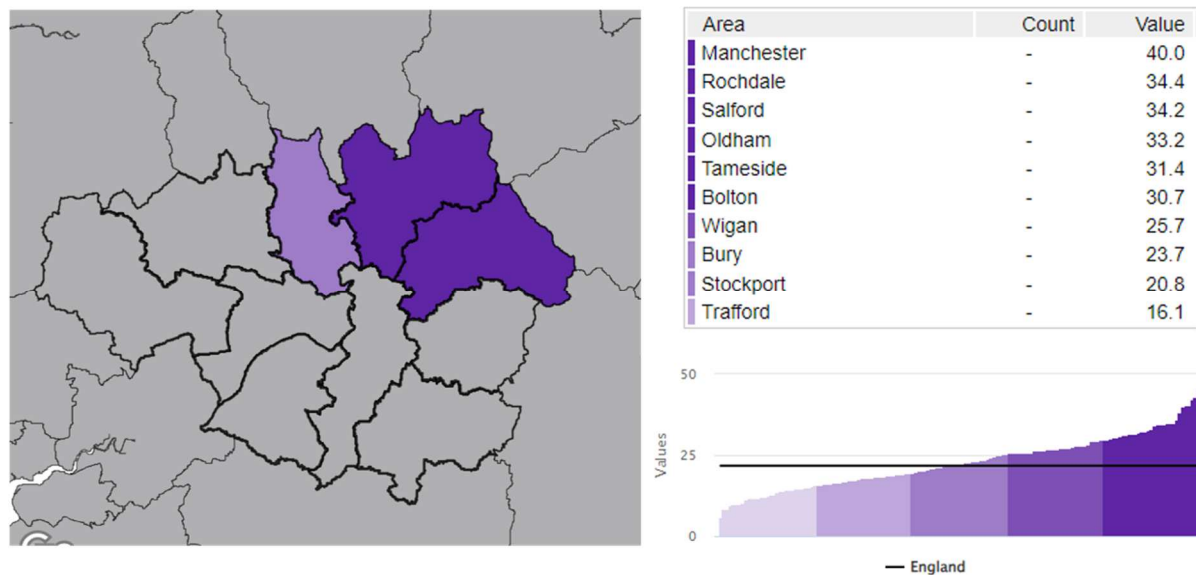 Area Count Value
Manchester - 40.0
Rochdale - 34.4
Salford - 34.2
Oldham - 33.2
Tameside - 31.4
Bolton - 30.7
Wigan - 25.7
Bury - 23.7
Stockport - 20.8
Trafford - 16.1
50
25
0
Values
England